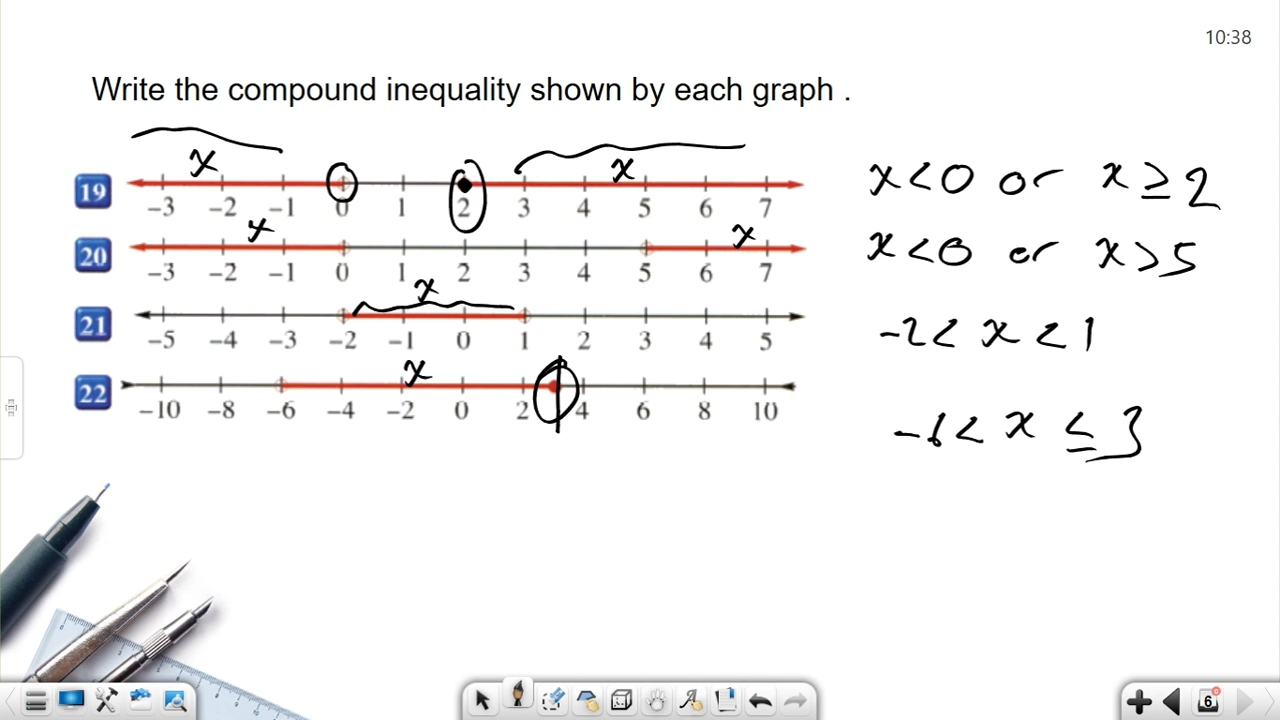 10:38
Write the compound inequality shown by each graph .
x x
19 −3 −2 −1 0 1 2 3 4 5 6 7 x<0 or x≥2
x x
20 −3 −2 −1 0 1 2 3 4 5 6 7 x<0 or x>5
x
21 −5 −4 −3 −2 −1 0 1 2 3 4 5 -2< x <1
x
22 −10 −8 −6 −4 −2 0 2 4 6 8 10 -6< x ≤3
6